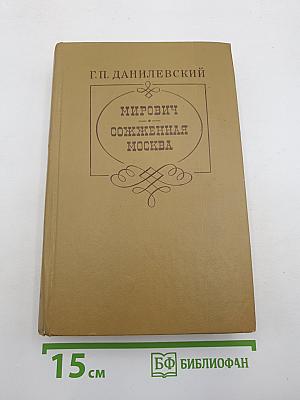 Г.П. ДАНИЛЕВСКИЙ
МИРОВИЧ
СОЖЖЕННАЯ
МОСКВА
15 см
БФ БИБЛИОФАН